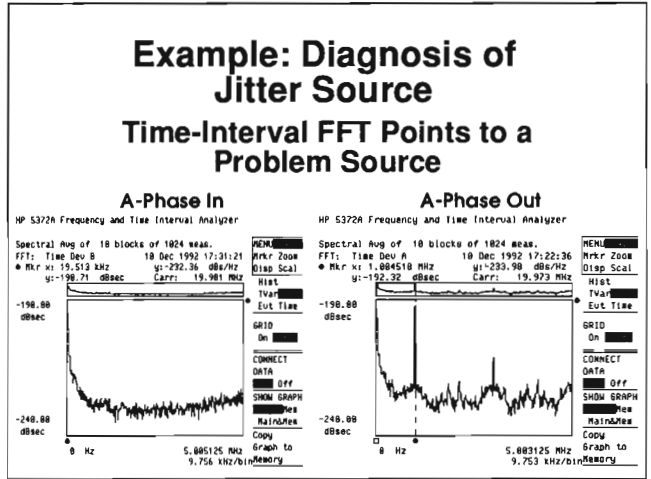 Example: Diagnosis of
Jitter Source
Time-Interval FFT Points to a
Problem Source
A-Phase In
HP 5372A Frequency and Time Interval Analyzer
Spectral Avg of 10 blocks of 1024 meas.
FFT: Time Dev B 10 Dec 1992 17:31:21
Mkr x: 19.513 kHz y:-232.36 dBs/Hz
y:-190.71 dBsec Carr: 19.981 MHz
-190.00
dBsec
-240.00
dBsec
0 Hz 5.005125 MHz
9.756 kHz/bin
MENU
Mrkr Zoom
Disp Scal
Hist
TVar
Evt Time
GRID
On
CONNECT
DATA
Off
SHOW GRAPH
Mem
Main&Mem
Copy
Graph to
Memory
A-Phase Out
HP 5372A Frequency and Time Interval Analyzer
Spectral Avg of 10 blocks of 1024 meas.
FFT: Time Dev A 10 Dec 1992 17:22:36
Mkr x: 1.004510 MHz y:-233.90 dBs/Hz
y:-192.32 dBsec Carr: 19.973 MHz
-190.00
dBsec
-240.00
dBsec
0 Hz 5.003125 MHz
9.753 kHz/bin
MENU
Mrkr Zoom
Disp Scal
Hist
TVar
Evt Time
GRID
On
CONNECT
DATA
Off
SHOW GRAPH
Mem
Main&Mem
Copy
Graph to
Memory